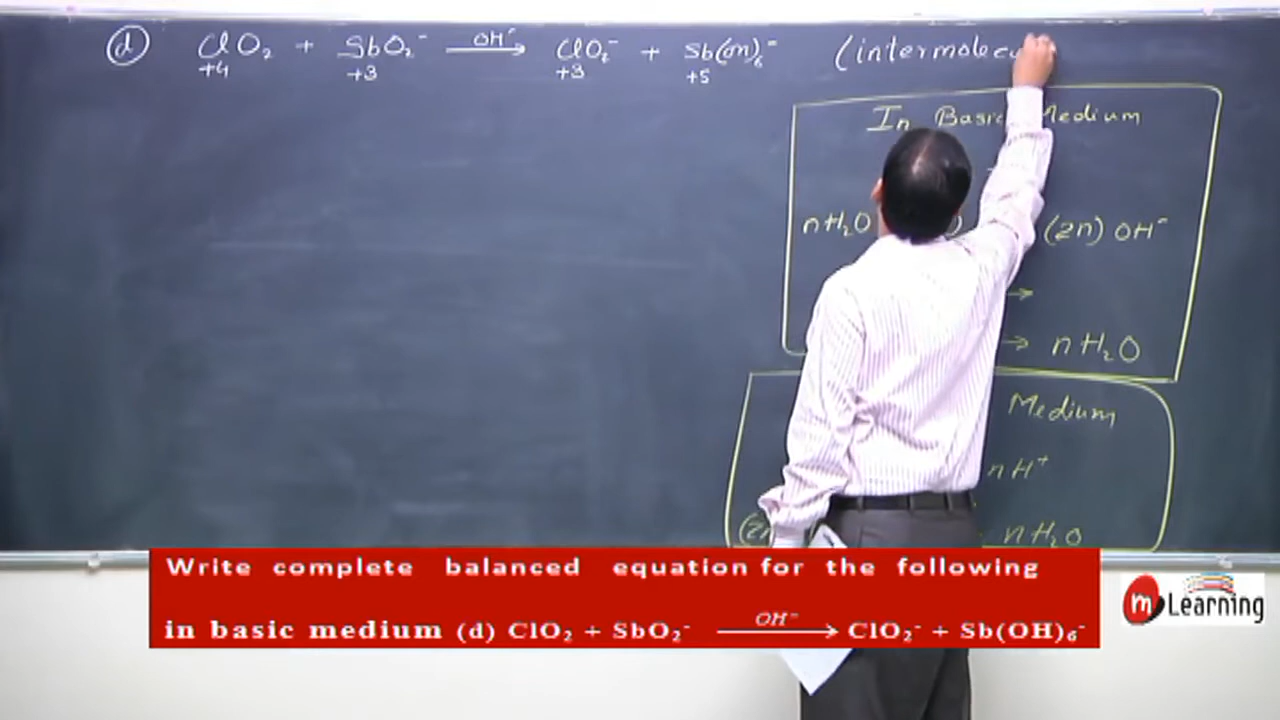 (d) ClO₂ + SbO₂⁻ —OH⁻→ ClO₂⁻ + Sb(OH)₆⁻ (intermolec
+4 +3 +3 +5
In Basic Medium
nH₂O (2n) OH⁻
→
→ nH₂O
Medium
nH⁺
nH₂O
Write complete balanced equation for the following
in basic medium (d) ClO₂ + SbO₂⁻ —OH⁻→ ClO₂⁻ + Sb(OH)₆⁻
m Learning